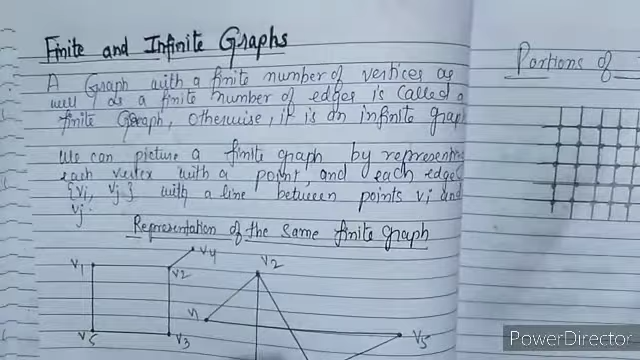 Finite and Infinite Graphs
A Graph with a finite number of vertices as
well as a finite number of edges is called a
finite Graph, otherwise, it is an infinite graph
We can picture a finite graph by representing
each vertex with a point, and each edge
{vi, vj} with a line between points vi and
vj.
Representation of the same finite graph
V4
V1
V2
V5
V3
V2
V1
V5
Portions of
PowerDirector